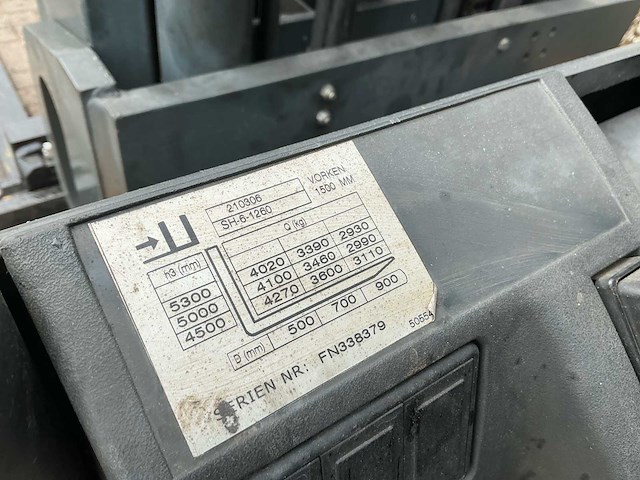 210306
VORKEN
SH-6-1260
1500 MM
h3 (mm)
Q (kg)
5300 4020 3390 2930
5000 4100 3460 2990
4500 4270 3600 3110
D (mm) 500 700 900
SERIEN NR: FN338379
50554